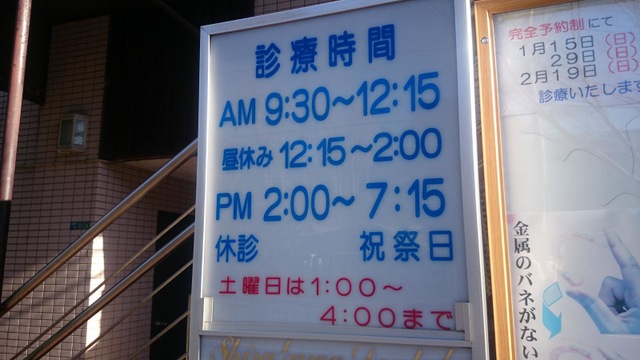 診療時間
AM 9:30～12:15
昼休み 12:15～2:00
PM 2:00～ 7:15
休診 祝祭日
土曜日は1:00～
4:00まで
完全予約制にて
1月15日(日)
29日(日)
2月19日(日)
診療いたします
金属のバネがない